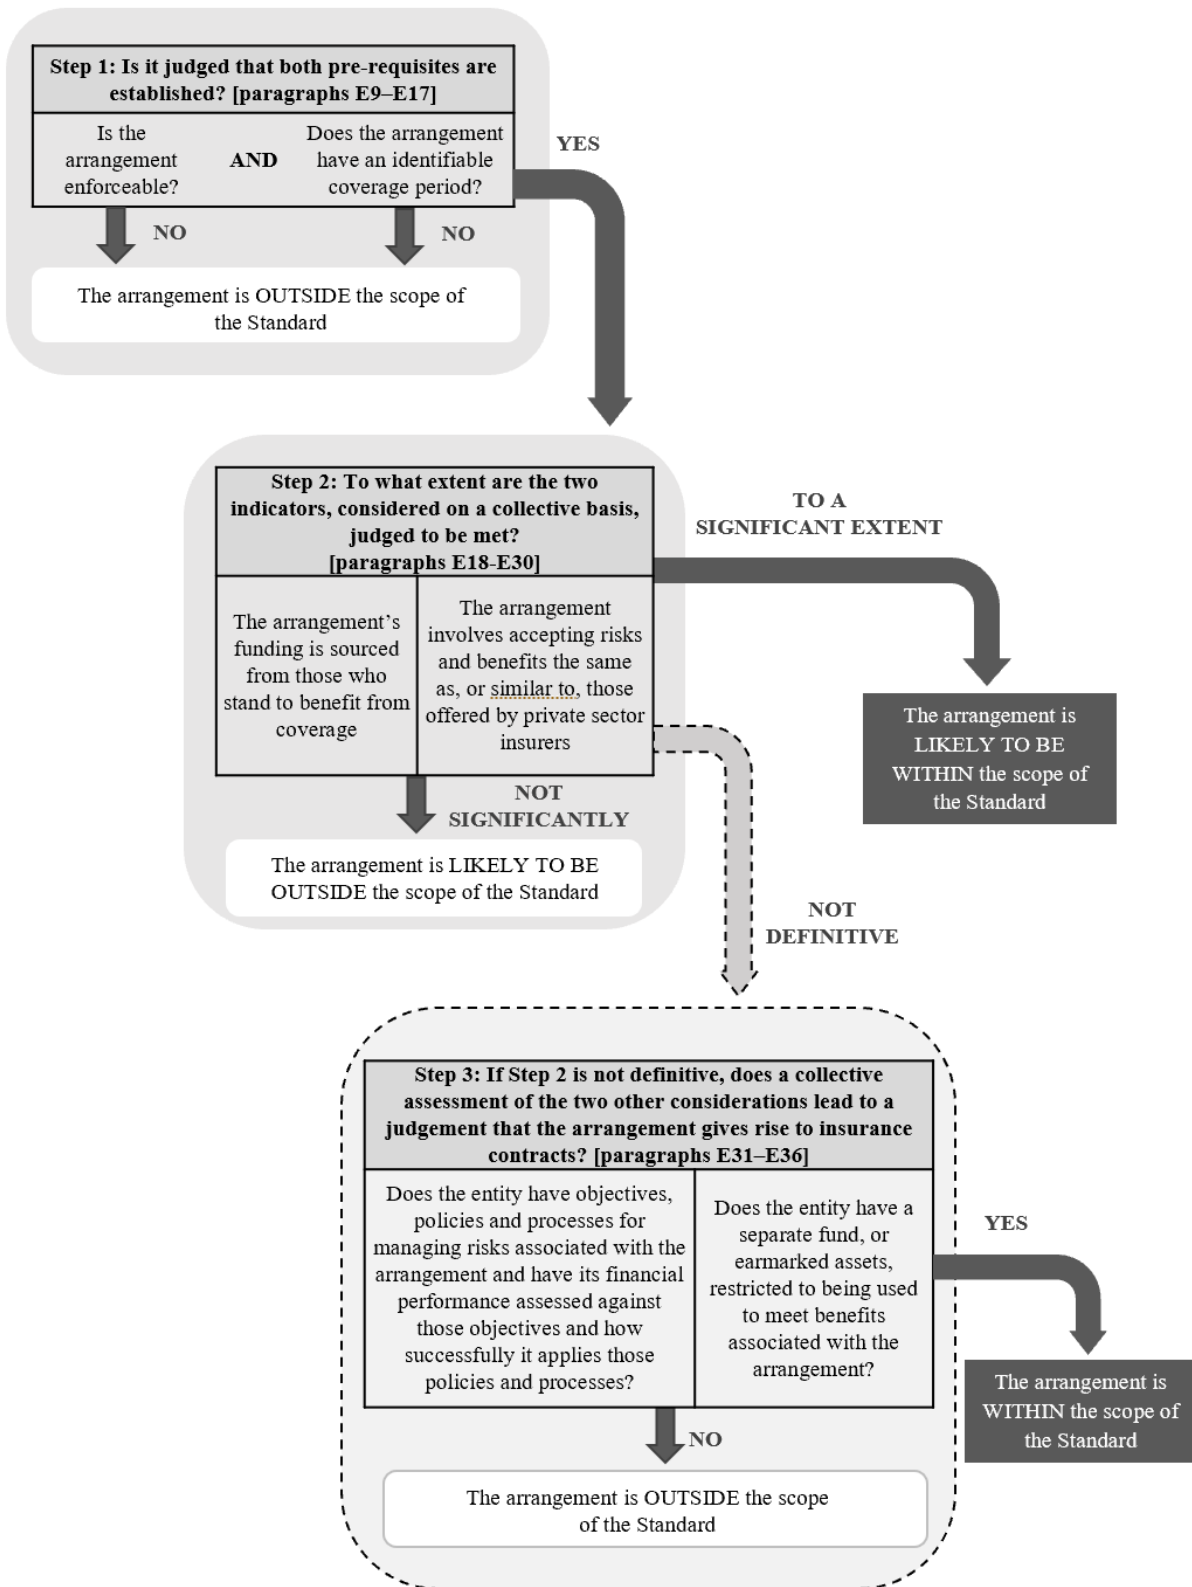 Step 1: Is it judged that both pre-requisites are
established? [paragraphs E9–E17]
Is the
arrangement
enforceable?
AND
Does the arrangement
have an identifiable
coverage period?
YES
NO
NO
The arrangement is OUTSIDE the scope of
the Standard
Step 2: To what extent are the two
indicators, considered on a collective basis,
judged to be met?
[paragraphs E18-E30]
TO A
SIGNIFICANT EXTENT
The arrangement’s
funding is sourced
from those who
stand to benefit from
coverage
The arrangement
involves accepting risks
and benefits the same
as, or similar to, those
offered by private sector
insurers
The arrangement is
LIKELY TO BE
WITHIN the scope of
the Standard
NOT
SIGNIFICANTLY
The arrangement is LIKELY TO BE
OUTSIDE the scope of the Standard
NOT
DEFINITIVE
Step 3: If Step 2 is not definitive, does a collective
assessment of the two other considerations lead to a
judgement that the arrangement gives rise to insurance
contracts? [paragraphs E31–E36]
Does the entity have objectives,
policies and processes for
managing risks associated with the
arrangement and have its financial
performance assessed against
those objectives and how
successfully it applies those
policies and processes?
Does the entity have a
separate fund, or
earmarked assets,
restricted to being used
to meet benefits
associated with the
arrangement?
YES
The arrangement is
WITHIN the scope of
the Standard
NO
The arrangement is OUTSIDE the scope
of the Standard